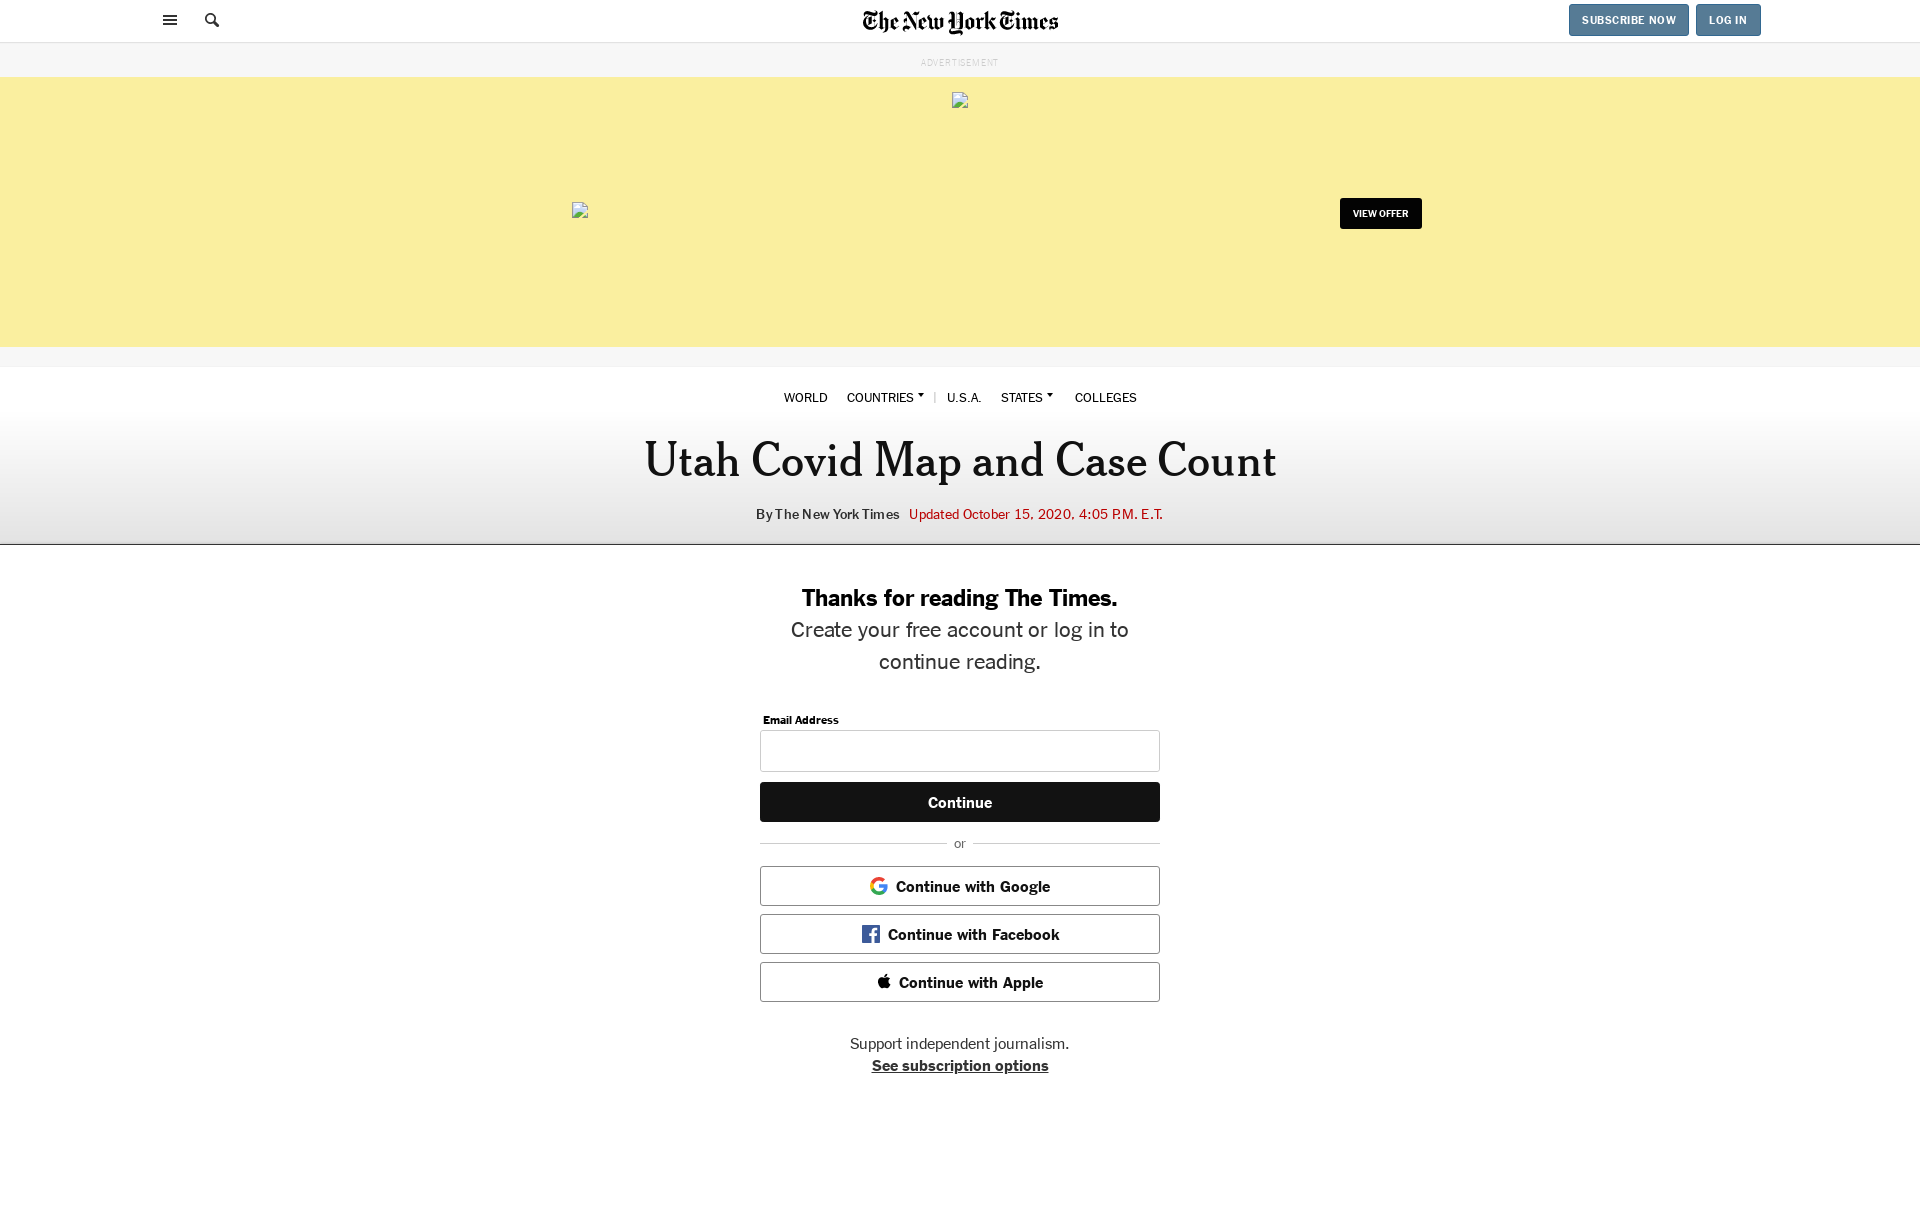 The New York Times
SUBSCRIBE NOW
LOG IN
ADVERTISEMENT
VIEW OFFER
WORLD COUNTRIES | U.S.A. STATES COLLEGES
Utah Covid Map and Case Count
By The New York Times Updated October 15, 2020, 4:05 P.M. E.T.
Thanks for reading The Times.
Create your free account or log in to
continue reading.
Email Address
Continue
or
Continue with Google
Continue with Facebook
Continue with Apple
Support independent journalism.
See subscription options